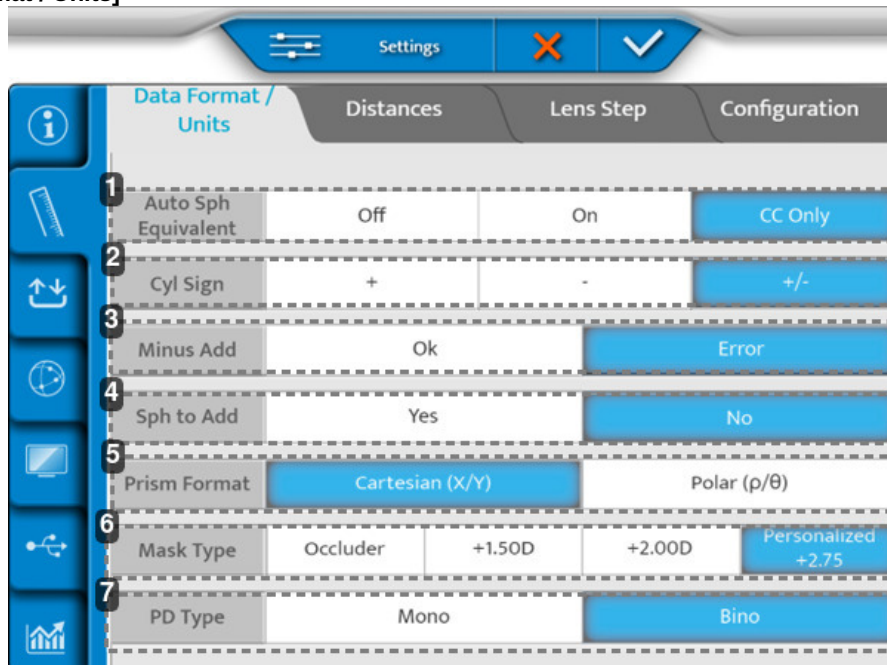 Settings
Data Format / Units
Distances
Lens Step
Configuration
1
Auto Sph Equivalent
Off
On
CC Only
2
Cyl Sign
+
-
+/-
3
Minus Add
Ok
Error
4
Sph to Add
Yes
No
5
Prism Format
Cartesian (X/Y)
Polar (ρ/θ)
6
Mask Type
Occluder
+1.50D
+2.00D
Personalized +2.75
7
PD Type
Mono
Bino